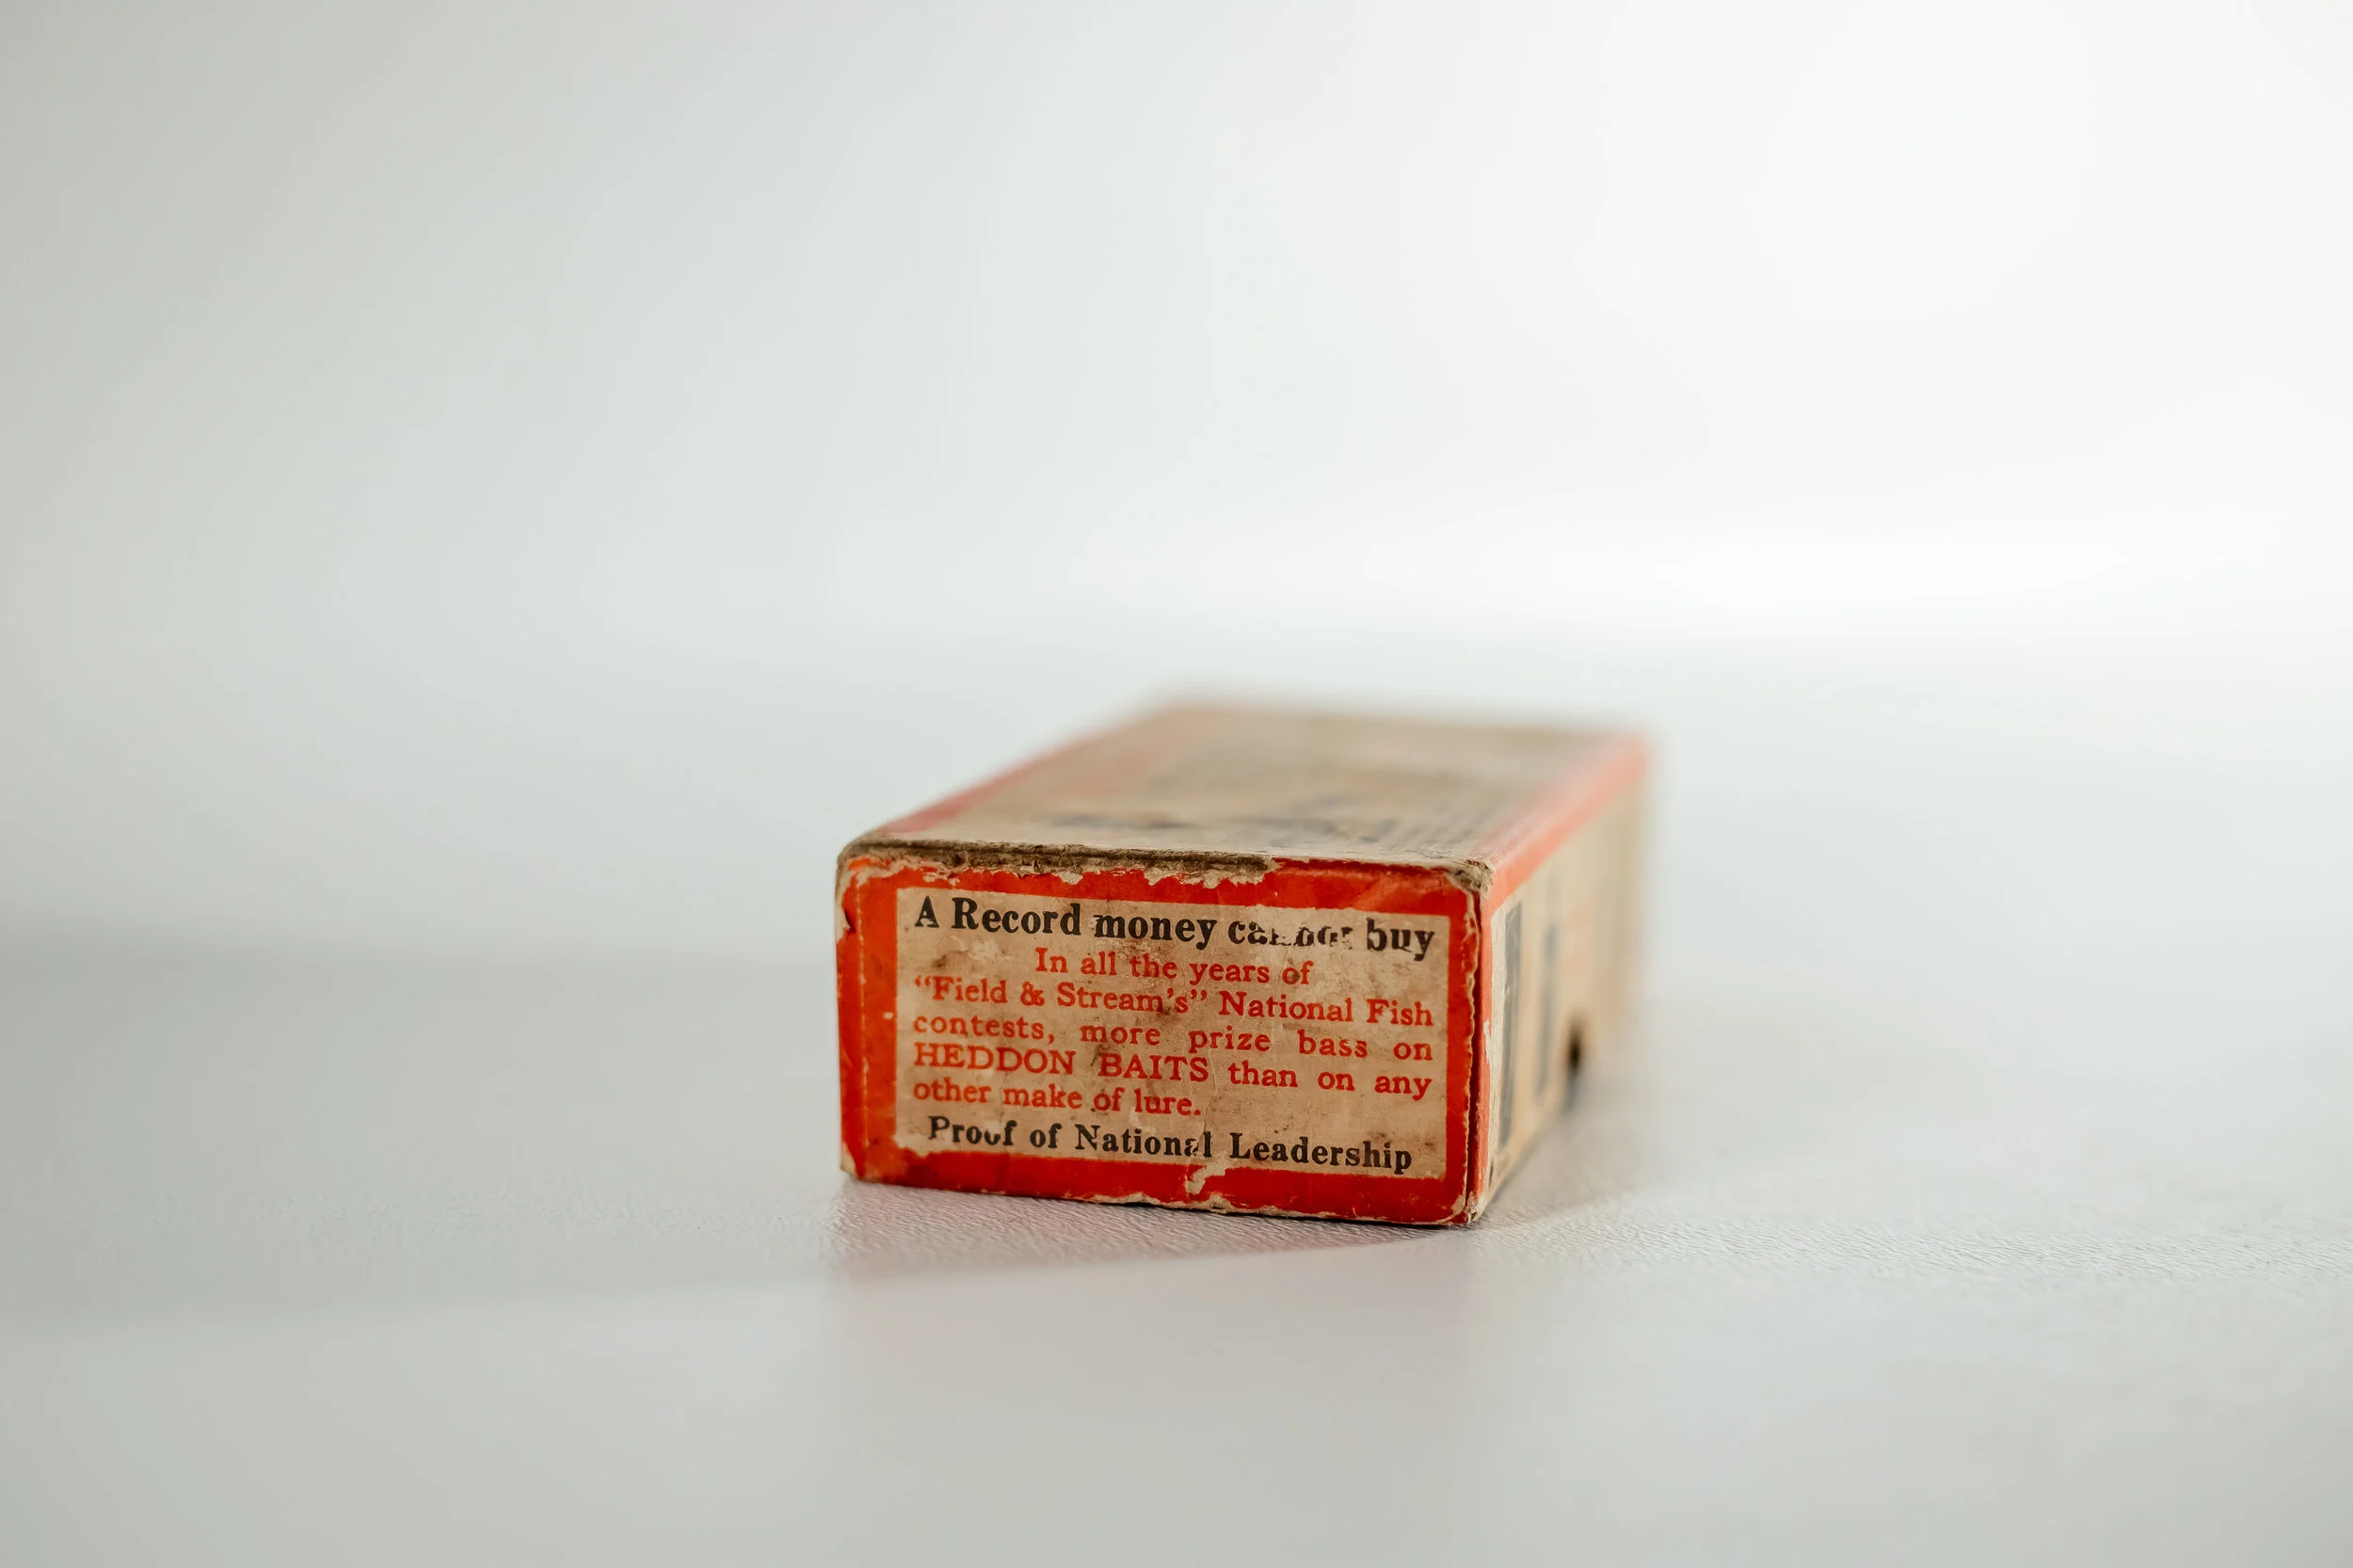 A Record money cannot buy
In all the years of
“Field & Stream's” National Fish
contests, more prize bass on
HEDDON BAITS than on any
other make of lure.
Proof of National Leadership